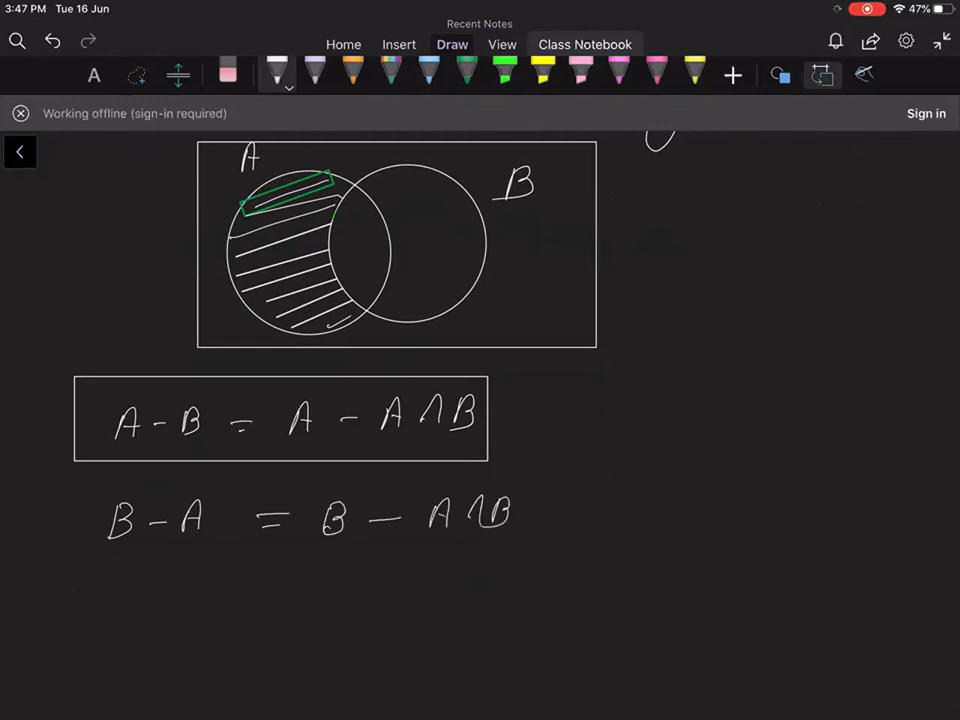 3:47 PM Tue 16 Jun
47%
Recent Notes
Home Insert Draw View Class Notebook
A
Working offline (sign-in required) Sign in
U
A
B
A - B = A - A ∩ B
B - A = B - A ∩ B